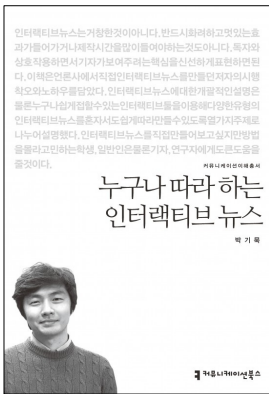 인터랙티브뉴스는거창한것이아니다.반드시화려하고멋있는효
과가들어가거나제작시간을많이들여야하는것도아니다.독자와
상호작용하면서기자가보여주려는핵심을신선하게표현하면된
다.이책은언론사에서직접인터랙티브뉴스를만들던저자의시행
착오와노하우를담았다.인터랙티브뉴스에대한개괄적인설명은
물론누구나쉽게접할수있는인터랙티브툴을이용해다양한유형의
인터랙티브뉴스를혼자서도쉽게따라만들수있도록열가지주제로
나누어설명했다.인터랙티브뉴스를직접만들어보고싶지만방법
을몰라고민하는학생,일반인은물론기자,연구자에게도큰도움을
줄것이다.
커뮤니케이션이해총서
누구나 따라 하는
인터랙티브 뉴스
박기묵
커뮤니케이션북스